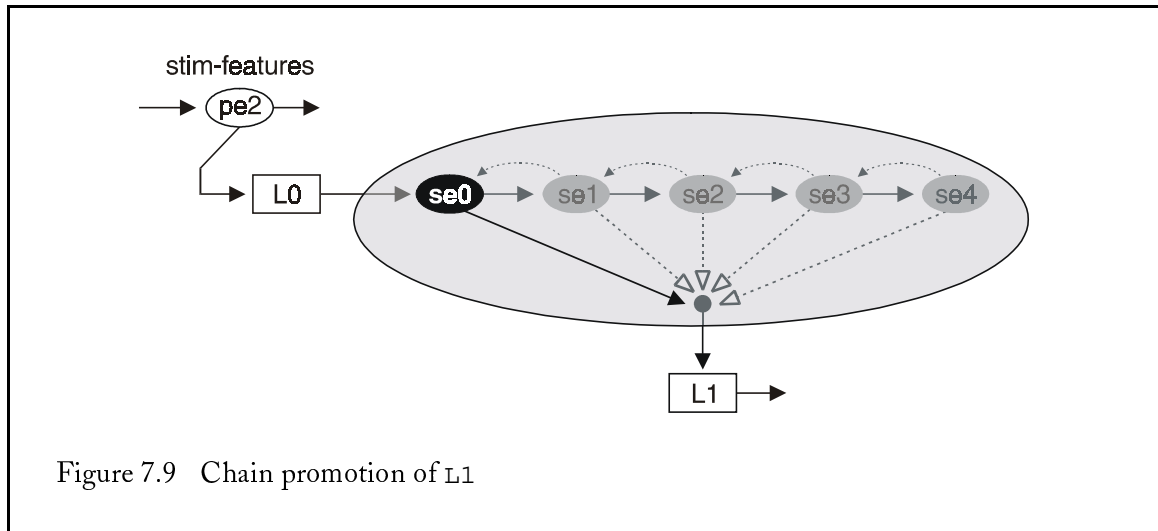 stim-features
pe2
L0
se0 se1 se2 se3 se4
L1
Figure 7.9 Chain promotion of L1